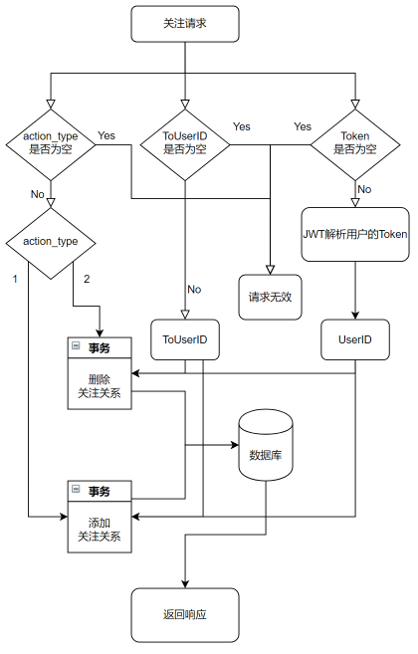 关注请求
action_type
是否为空
Yes
ToUserID
是否为空
Yes
Yes
Token
是否为空
No
No
action_type
JWT解析用户的Token
1
2
请求无效
No
ToUserID
UserID
事务
删除
关注关系
数据库
事务
添加
关注关系
返回响应